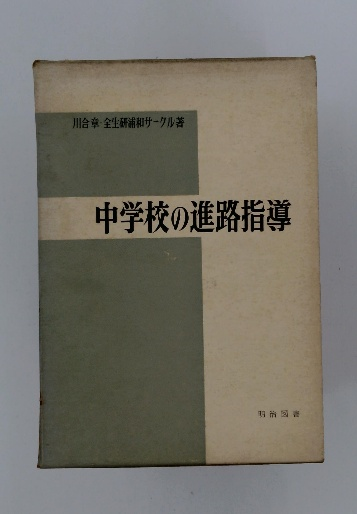 川合章・全生研浦和サークル著
中学校の進路指導
明治図書